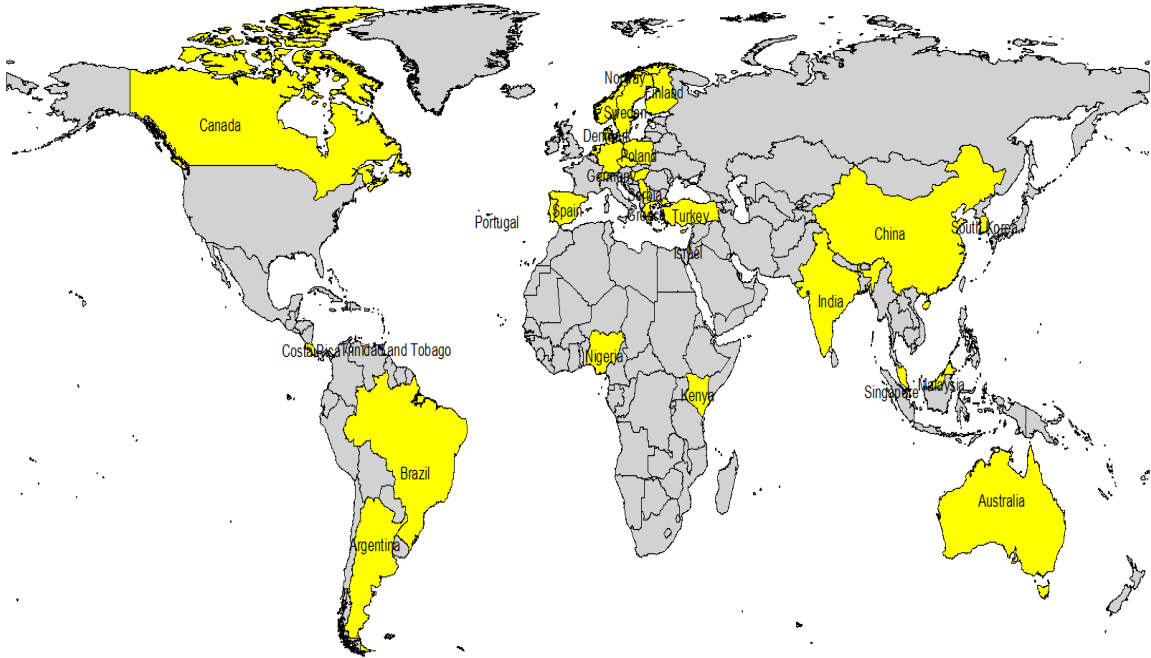 Norway
Finland
Canada
Sweden
Denmark
Poland
Germany
Serbia
Spain
Greece
Turkey
Portugal
South Korea
China
Israel
India
Costa Rica
Trinidad and Tobago
Nigeria
Singapore
Malaysia
Kenya
Brazil
Australia
Argentina